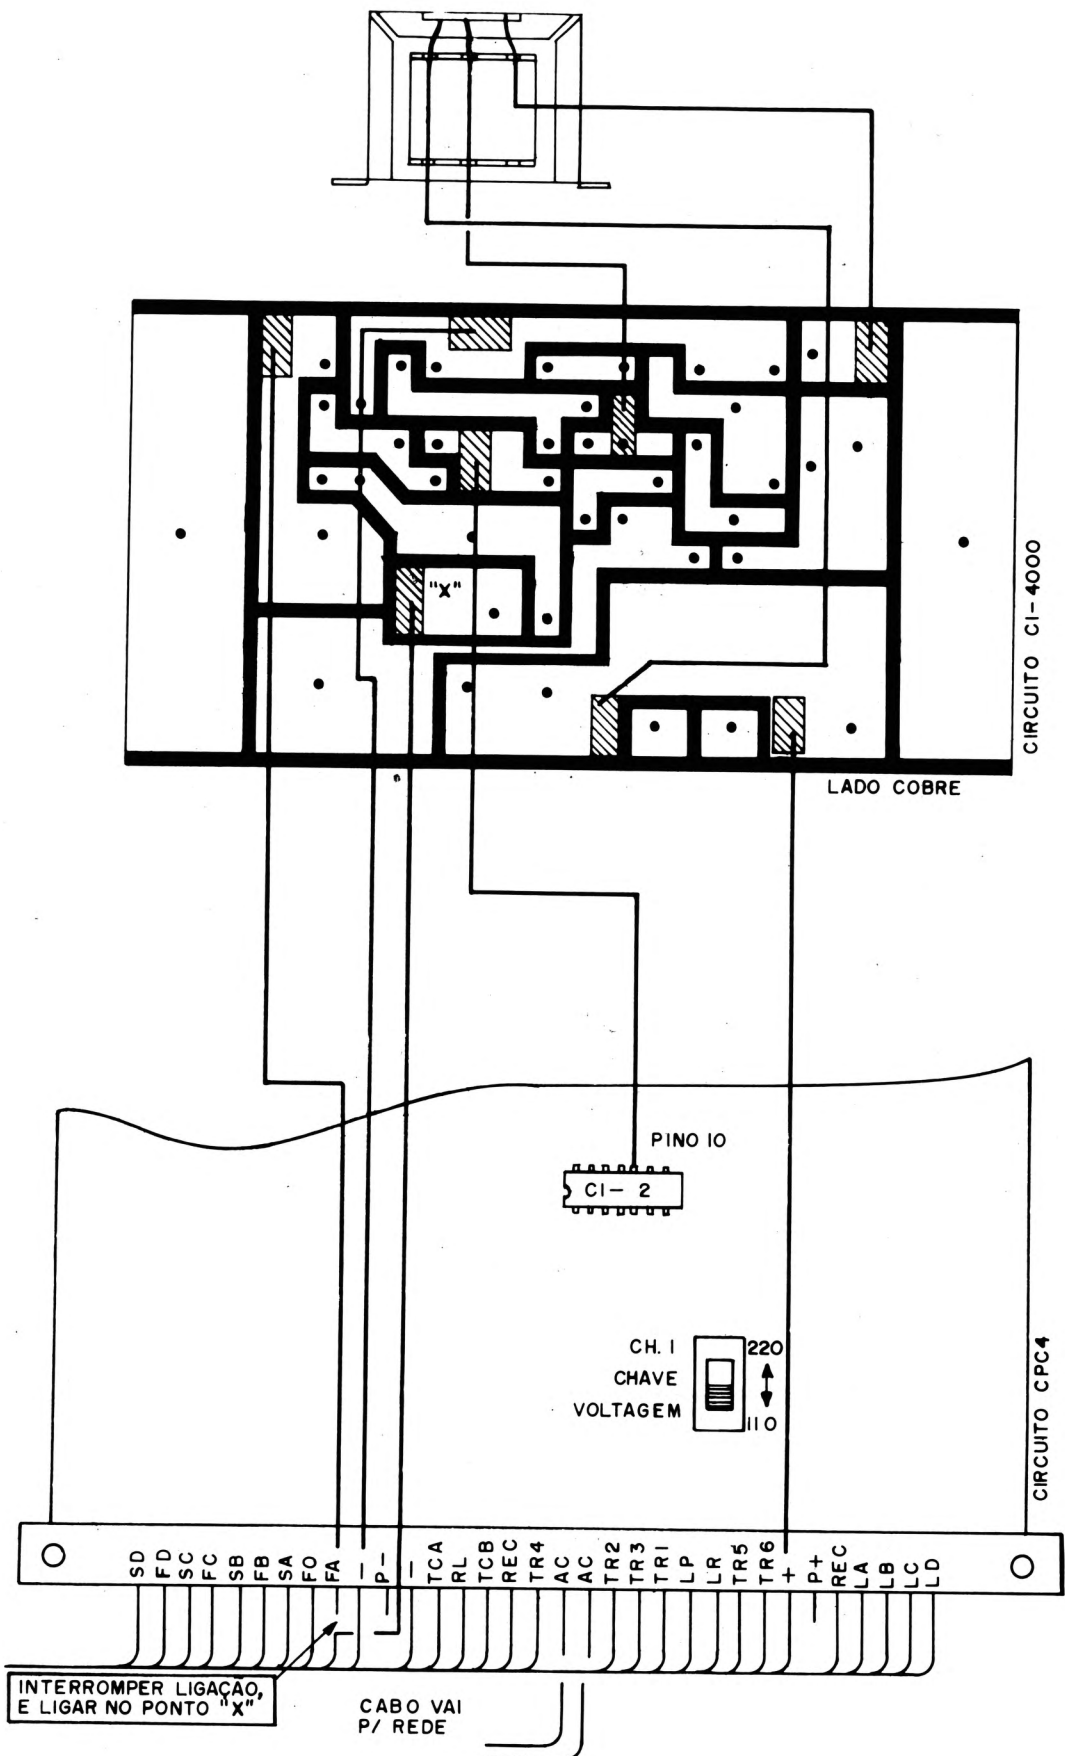 "X"
CIRCUITO CI-4000
LADO COBRE
PINO 10
CI- 2
CH. 1
CHAVE
VOLTAGEM
220
110
CIRCUITO CPC4
SD
FD
SC
FC
SB
FB
SA
FO
FA
-
P-
-
TCA
RL
TCB
REC
TR4
AC
AC
TR2
TR3
TR1
LP
LR
TR5
TR6
+
P+
REC
LA
LB
LC
LD
INTERROMPER LIGAÇÃO,
E LIGAR NO PONTO "X"
CABO VAI
P/ REDE